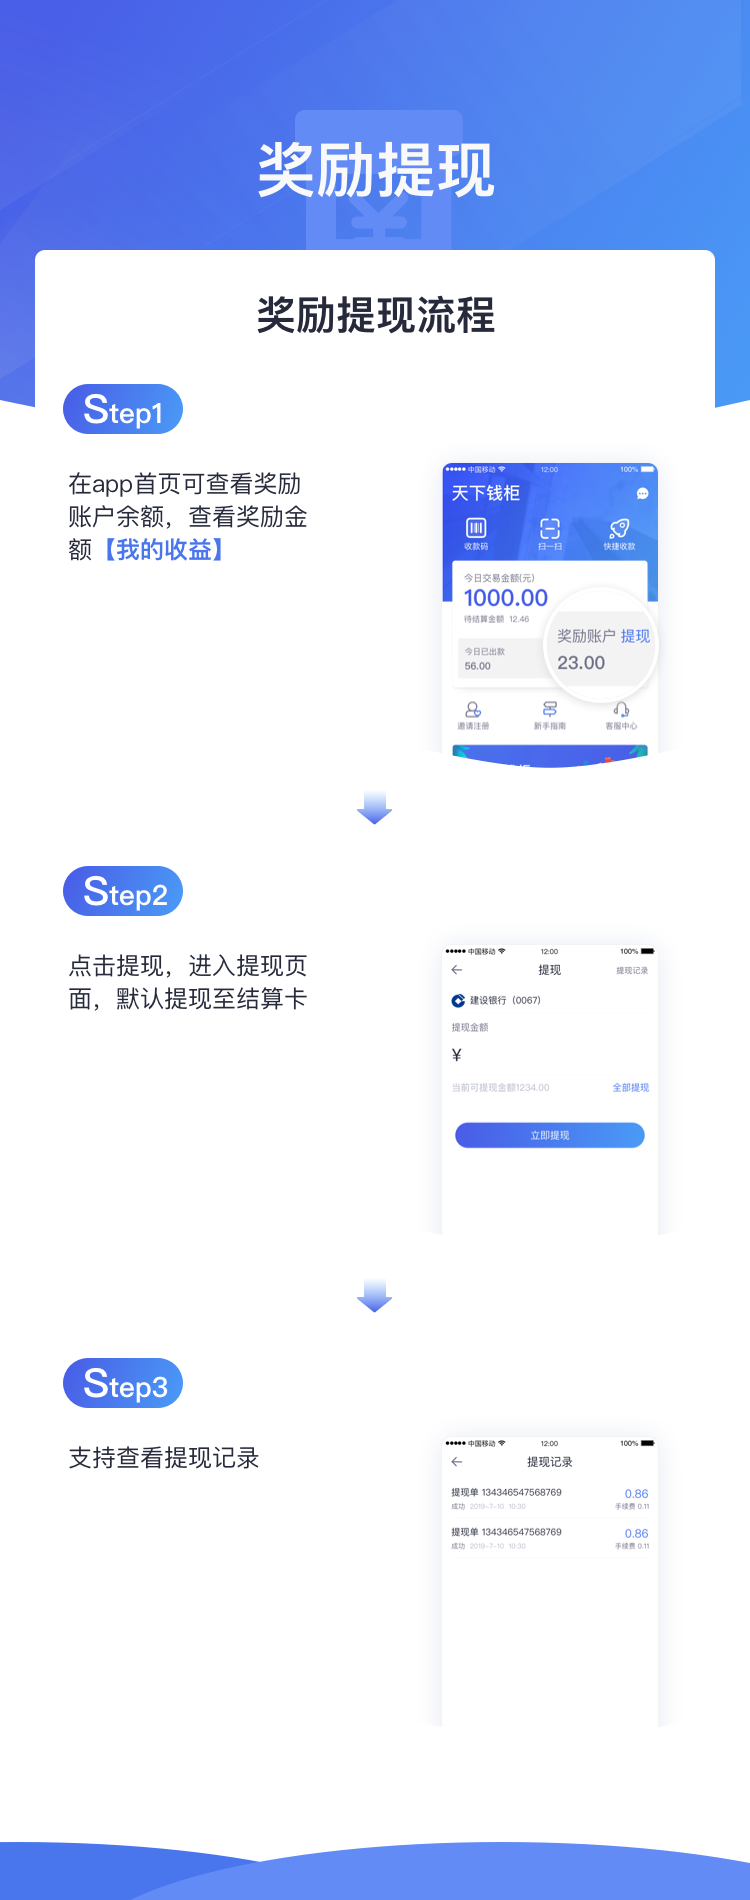 奖励提现
奖励提现流程
Step1
在app首页可查看奖励
账户余额，查看奖励金
额【我的收益】
中国移动 12:00 100%
天下钱柜
收款码 扫一扫 快捷收款
今日交易金额(元)
1000.00
待结算金额 12.46
奖励账户 提现
23.00
今日已出款
56.00
邀请注册 新手指南 客服中心
Step2
点击提现，进入提现页
面，默认提现至结算卡
中国移动 12:00 100%
提现 提现记录
建设银行（0067）
提现金额
¥
当前可提现金额1234.00 全部提现
立即提现
Step3
支持查看提现记录
中国移动 12:00 100%
提现记录
提现单 134346547568769 0.86
成功 2019-7-10 10:30 手续费 0.11
提现单 134346547568769 0.86
成功 2019-7-10 10:30 手续费 0.11